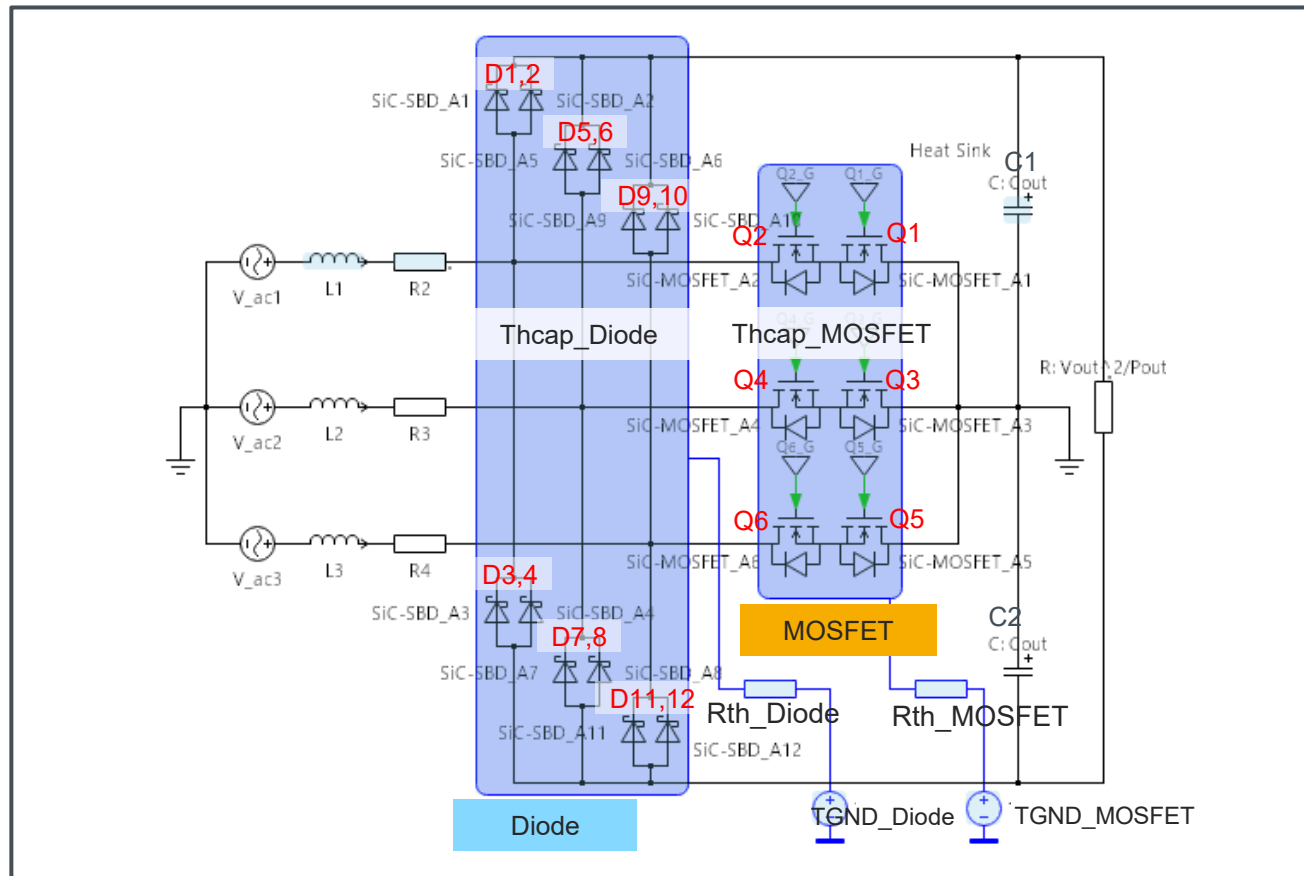 D1,2
SiC-SBD_A1
SiC-SBD_A2
D5,6
SiC-SBD_A5
SiC-SBD_A6
D9,10
SiC-SBD_A9
Heat Sink
C1
C: Cout
Q2_G
Q1_G
Q2
Q1
SiC-MOSFET_A2
SiC-MOSFET_A1
V_ac1
L1
R2
Thcap_Diode
Thcap_MOSFET
R: Vout^2/Pout
Q4
Q3
SiC-MOSFET_A4
SiC-MOSFET_A3
V_ac2
L2
R3
Q6_G
Q5_G
Q6
Q5
SiC-MOSFET_A6
SiC-MOSFET_A5
V_ac3
L3
R4
D3,4
SiC-SBD_A3
SiC-SBD_A4
MOSFET
C2
C: Cout
D7,8
SiC-SBD_A7
SiC-SBD_A8
D11,12
SiC-SBD_A11
SiC-SBD_A12
Rth_Diode
Rth_MOSFET
TGND_Diode
TGND_MOSFET
Diode